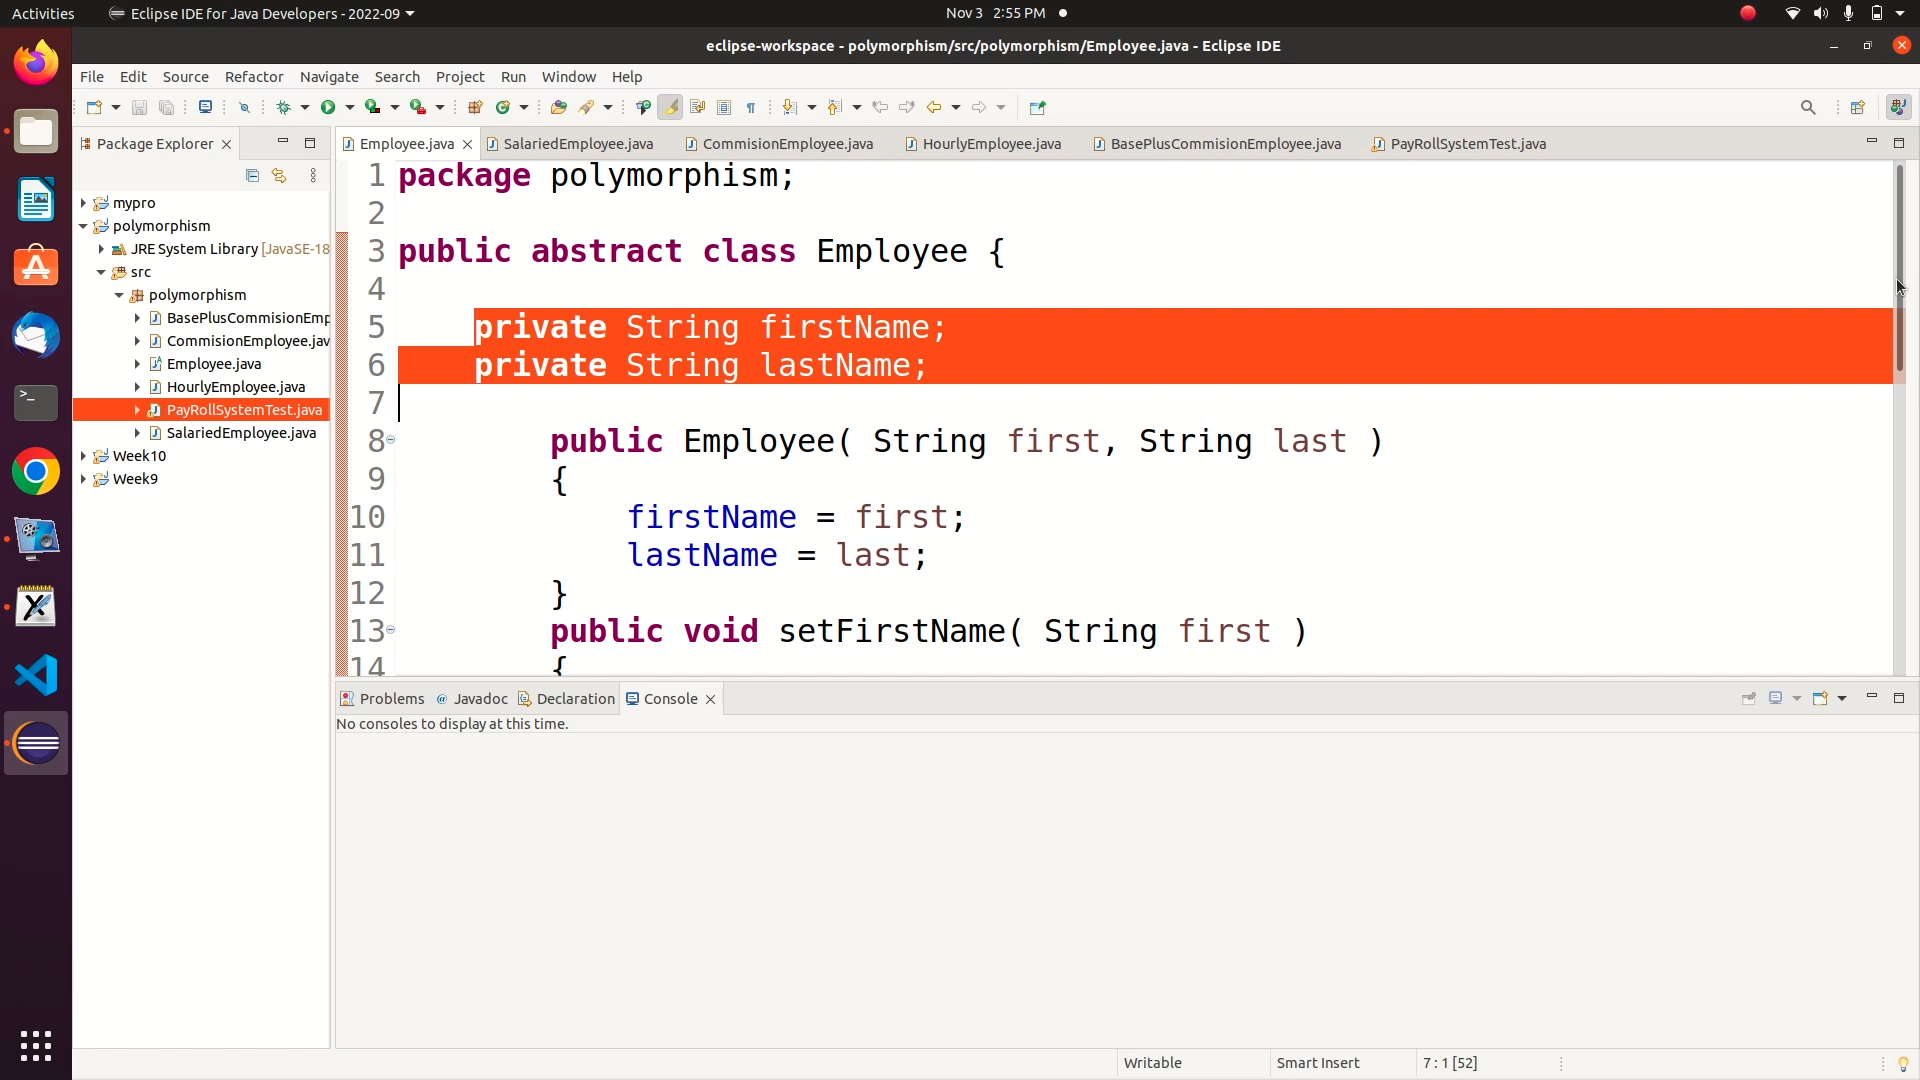 Activities
Eclipse IDE for Java Developers - 2022-09
Nov 3 2:55 PM
eclipse-workspace - polymorphism/src/polymorphism/Employee.java - Eclipse IDE
File Edit Source Refactor Navigate Search Project Run Window Help
Package Explorer
mypro
polymorphism
JRE System Library [JavaSE-18
src
polymorphism
BasePlusCommisionEmp
CommisionEmployee.jav
Employee.java
HourlyEmployee.java
PayRollSystemTest.java
SalariedEmployee.java
Week10
Week9
Employee.java SalariedEmployee.java CommisionEmployee.java HourlyEmployee.java BasePlusCommisionEmployee.java PayRollSystemTest.java
1 package polymorphism;
2
3 public abstract class Employee {
4
5 private String firstName;
6 private String lastName;
7
8 public Employee( String first, String last )
9 {
10 firstName = first;
11 lastName = last;
12 }
13 public void setFirstName( String first )
14 {
Problems Javadoc Declaration Console
No consoles to display at this time.
Writable Smart Insert 7 : 1 [52]